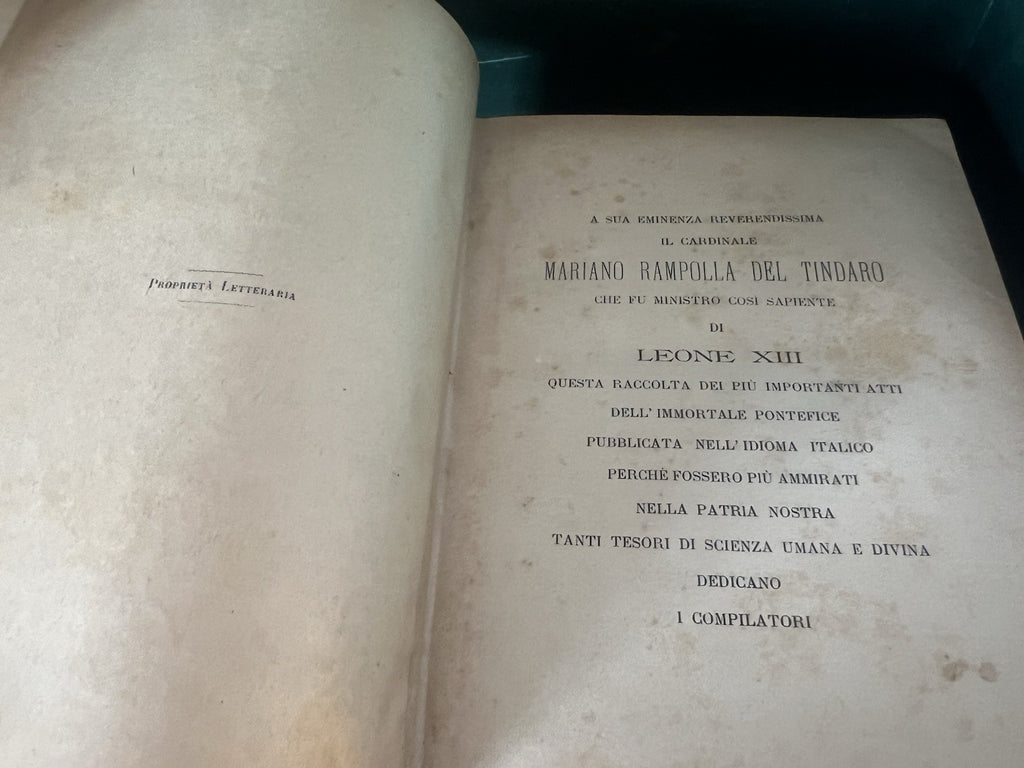 PROPRIETÀ LETTERARIA
A SUA EMINENZA REVERENDISSIMA
IL CARDINALE
MARIANO RAMPOLLA DEL TINDARO
CHE FU MINISTRO COSÌ SAPIENTE
DI
LEONE XIII
QUESTA RACCOLTA DEI PIÙ IMPORTANTI ATTI
DELL' IMMORTALE PONTEFICE
PUBBLICATA NELL' IDIOMA ITALICO
PERCHÈ FOSSERO PIÙ AMMIRATI
NELLA PATRIA NOSTRA
TANTI TESORI DI SCIENZA UMANA E DIVINA
DEDICANO
I COMPILATORI